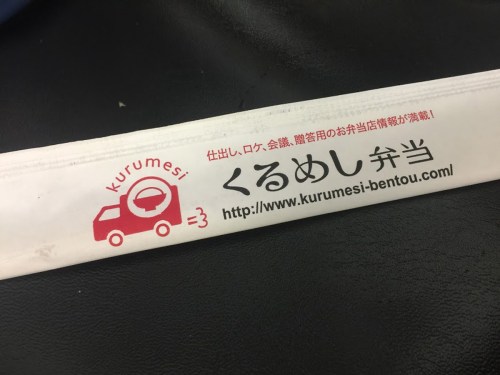 kurumesi
仕出し、ロケ、会議、贈答用のお弁当店情報が満載!
くるめし弁当
http://www.kurumesi-bentou.com/